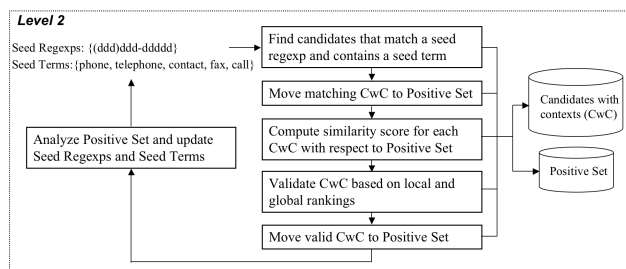 Level 2
Seed Regexps: {(ddd)ddd-ddddd}
Seed Terms:{phone, telephone, contact, fax, call}
Find candidates that match a seed
regexp and contains a seed term
Move matching CwC to Positive Set
Compute similarity score for each
CwC with respect to Positive Set
Validate CwC based on local and
global rankings
Move valid CwC to Positive Set
Analyze Positive Set and update
Seed Regexps and Seed Terms
Candidates with
contexts (CwC)
Positive Set